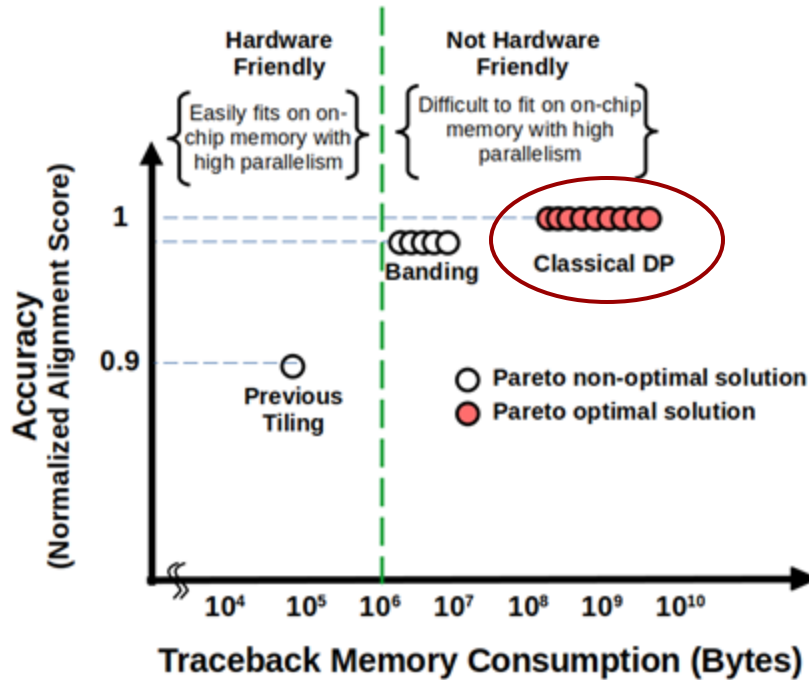 Hardware
Friendly
Not Hardware
Friendly
Easily fits on on-
chip memory with
high parallelism
Difficult to fit on on-chip
memory with high
parallelism
1
Banding
Classical DP
0.9
Previous
Tiling
Pareto non-optimal solution
Pareto optimal solution
Accuracy
(Normalized Alignment Score)
10⁴ 10⁵ 10⁶ 10⁷ 10⁸ 10⁹ 10¹⁰
Traceback Memory Consumption (Bytes)